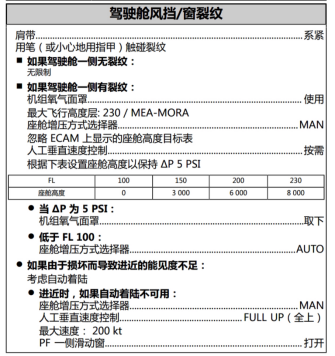 驾驶舱风挡/窗裂纹
肩带........................................................系紧
用笔（或小心地用指甲）触碰裂纹
■ 如果驾驶舱一侧无裂纹：
无限制
■ 如果驾驶舱一侧有裂纹：
机组氧气面罩........................................................使用
最大飞行高度层: 230 / MEA-MORA
座舱增压方式选择器........................................................MAN
忽略 ECAM 上显示的座舱高度目标表
人工垂直速度控制........................................................按需
根据下表设置座舱高度以保持 ΔP 5 PSI
FL 100 150 200 230
座舱高度 0 3 000 6 000 8 000
● 当 ΔP 为 5 PSI：
机组氧气面罩........................................................取下
● 低于 FL 100：
座舱增压方式选择器........................................................AUTO
● 如果由于损坏而导致进近的能见度不足：
考虑自动着陆
● 进近时，如果自动着陆不可用：
座舱增压方式选择器........................................................MAN
人工垂直速度控制........................................................FULL UP（全上）
最大速度： 200 kt
PF 一侧滑动窗........................................................打开